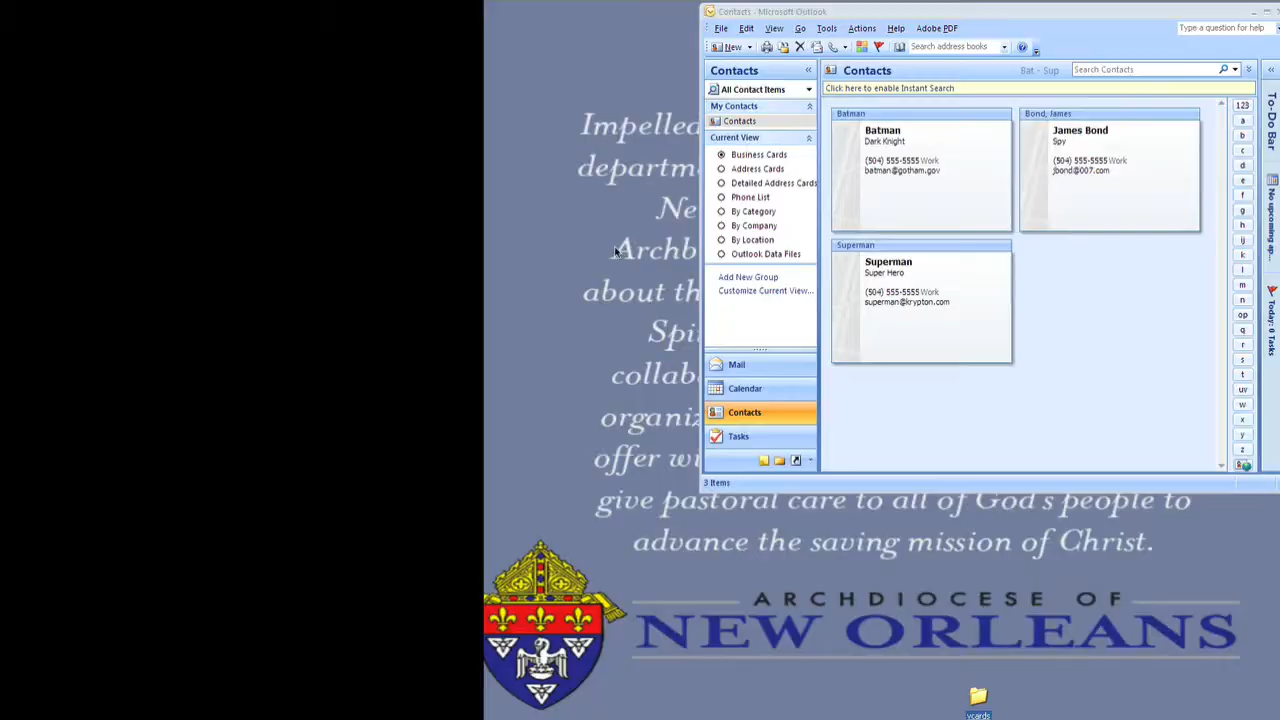 Contacts - Microsoft Outlook
File Edit View Go Tools Actions Help Adobe PDF
Type a question for help
New
Search address books
Contacts
All Contact Items
My Contacts
Contacts
Current View
Business Cards
Address Cards
Detailed Address Cards
Phone List
By Category
By Company
By Location
Outlook Data Files
Add New Group
Customize Current View...
Mail
Calendar
Contacts
Tasks
3 Items
Contacts
Bat - Sup
Search Contacts
Click here to enable Instant Search
Batman
Batman
Dark Knight
(504) 555-5555 Work
batman@gotham.gov
Bond, James
James Bond
Spy
(504) 555-5555 Work
jbond@007.com
Superman
Superman
Super Hero
(504) 555-5555 Work
superman@krypton.com
123
a
b
c
d
e
f
g
h
ij
k
l
m
n
op
q
r
s
t
uv
w
x
y
z
To-Do Bar
No upcoming ap...
Today: 0 Tasks
Impelled
departm
Ne
Archb
about th
Spi
collab
organiz
offer wi
give pastoral care to all of God's people to
advance the saving mission of Christ.
ARCHDIOCESE OF
NEW ORLEANS
vcards